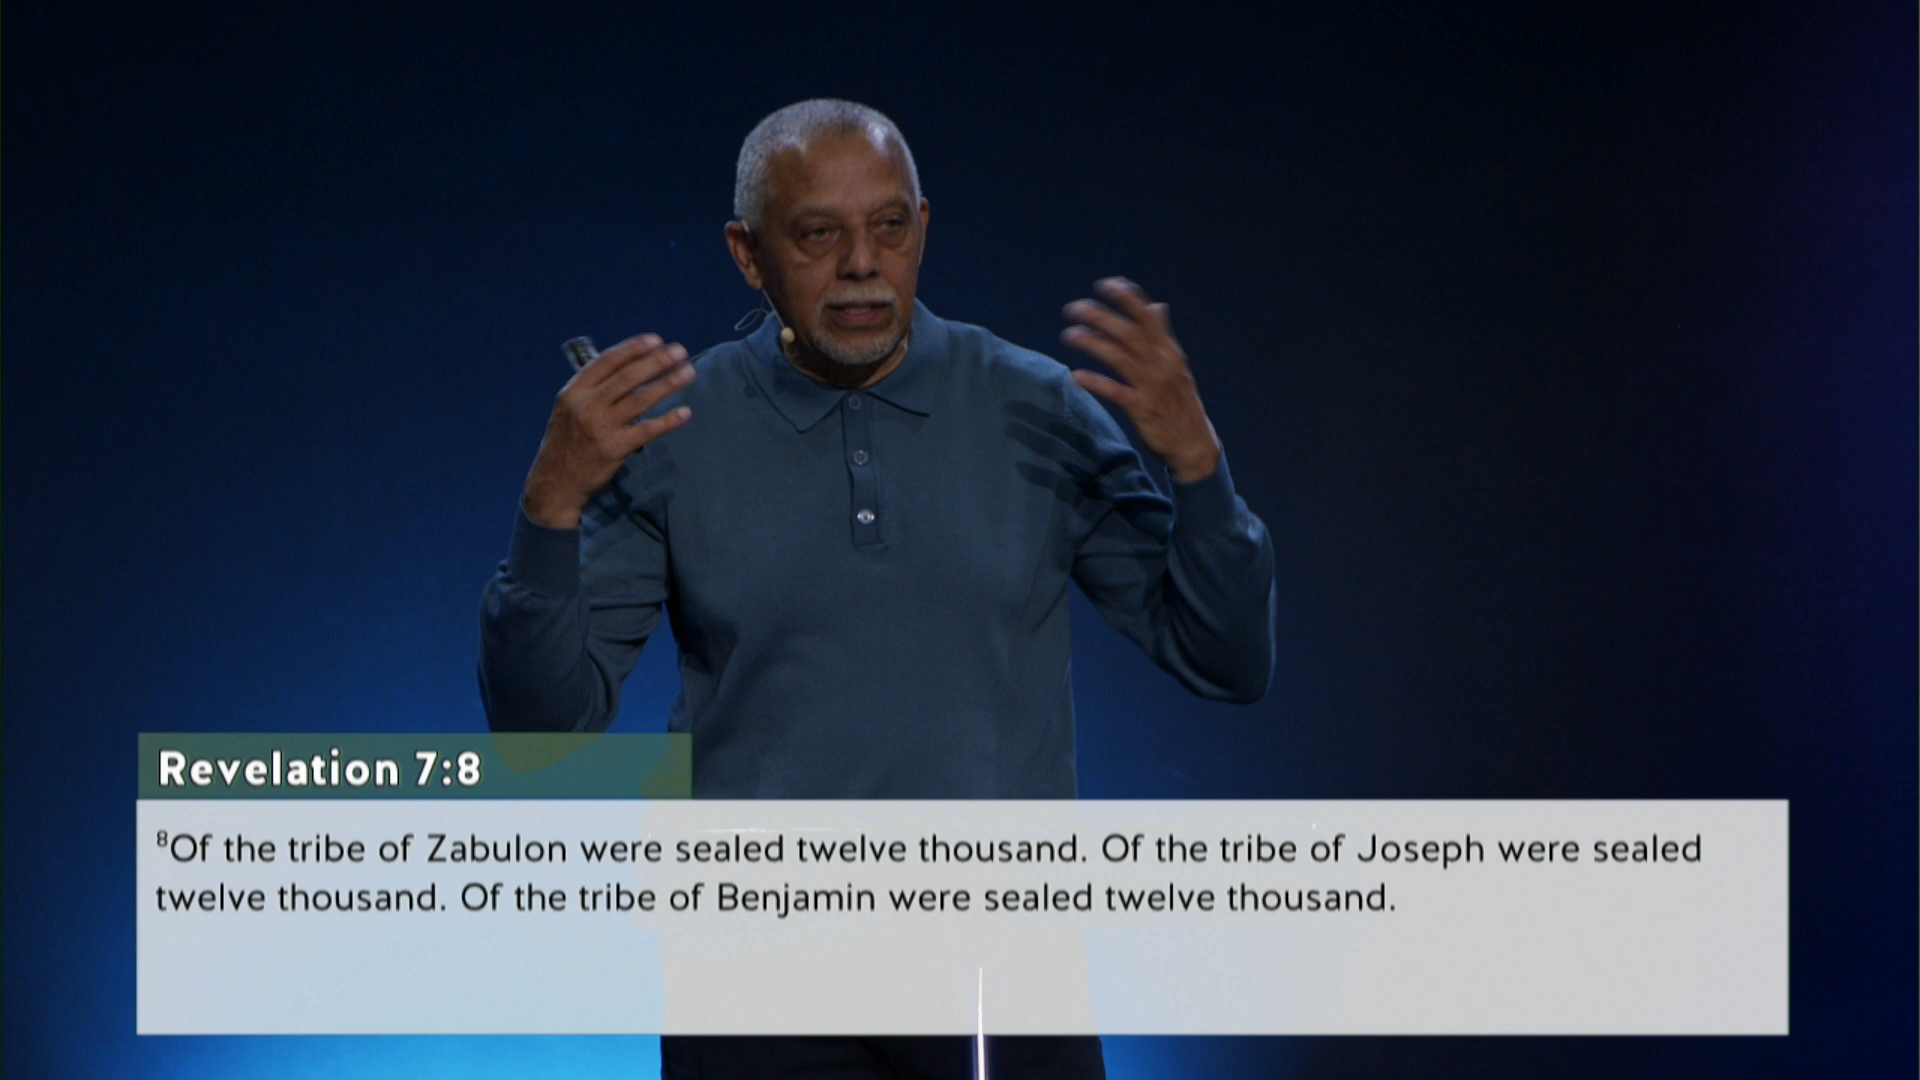 Revelation 7:8
⁸Of the tribe of Zabulon were sealed twelve thousand. Of the tribe of Joseph were sealed
twelve thousand. Of the tribe of Benjamin were sealed twelve thousand.